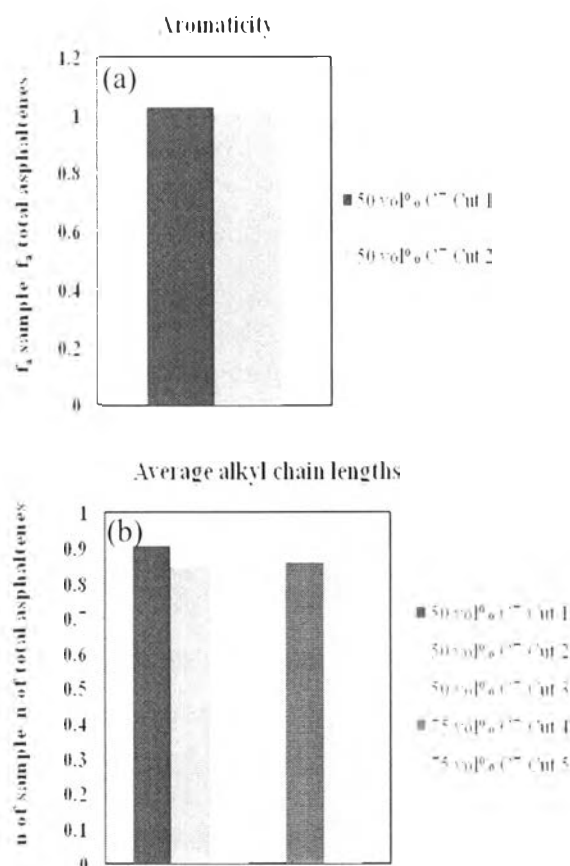 Aromaticity
(a)
1.2
1
0.8
0.6
0.4
0.2
0
fa sample fa total asphaltenes
50 vol% C7 Cut 1
50 vol% C7 Cut 2
Average alkyl chain lengths
(b)
1
0.9
0.8
0.7
0.6
0.5
0.4
0.3
0.2
0.1
0
n of sample n of total asphaltenes
50 vol% C7 Cut 1
50 vol% C7 Cut 2
50 vol% C7 Cut 3
75 vol% C7 Cut 4
75 vol% C7 Cut 5